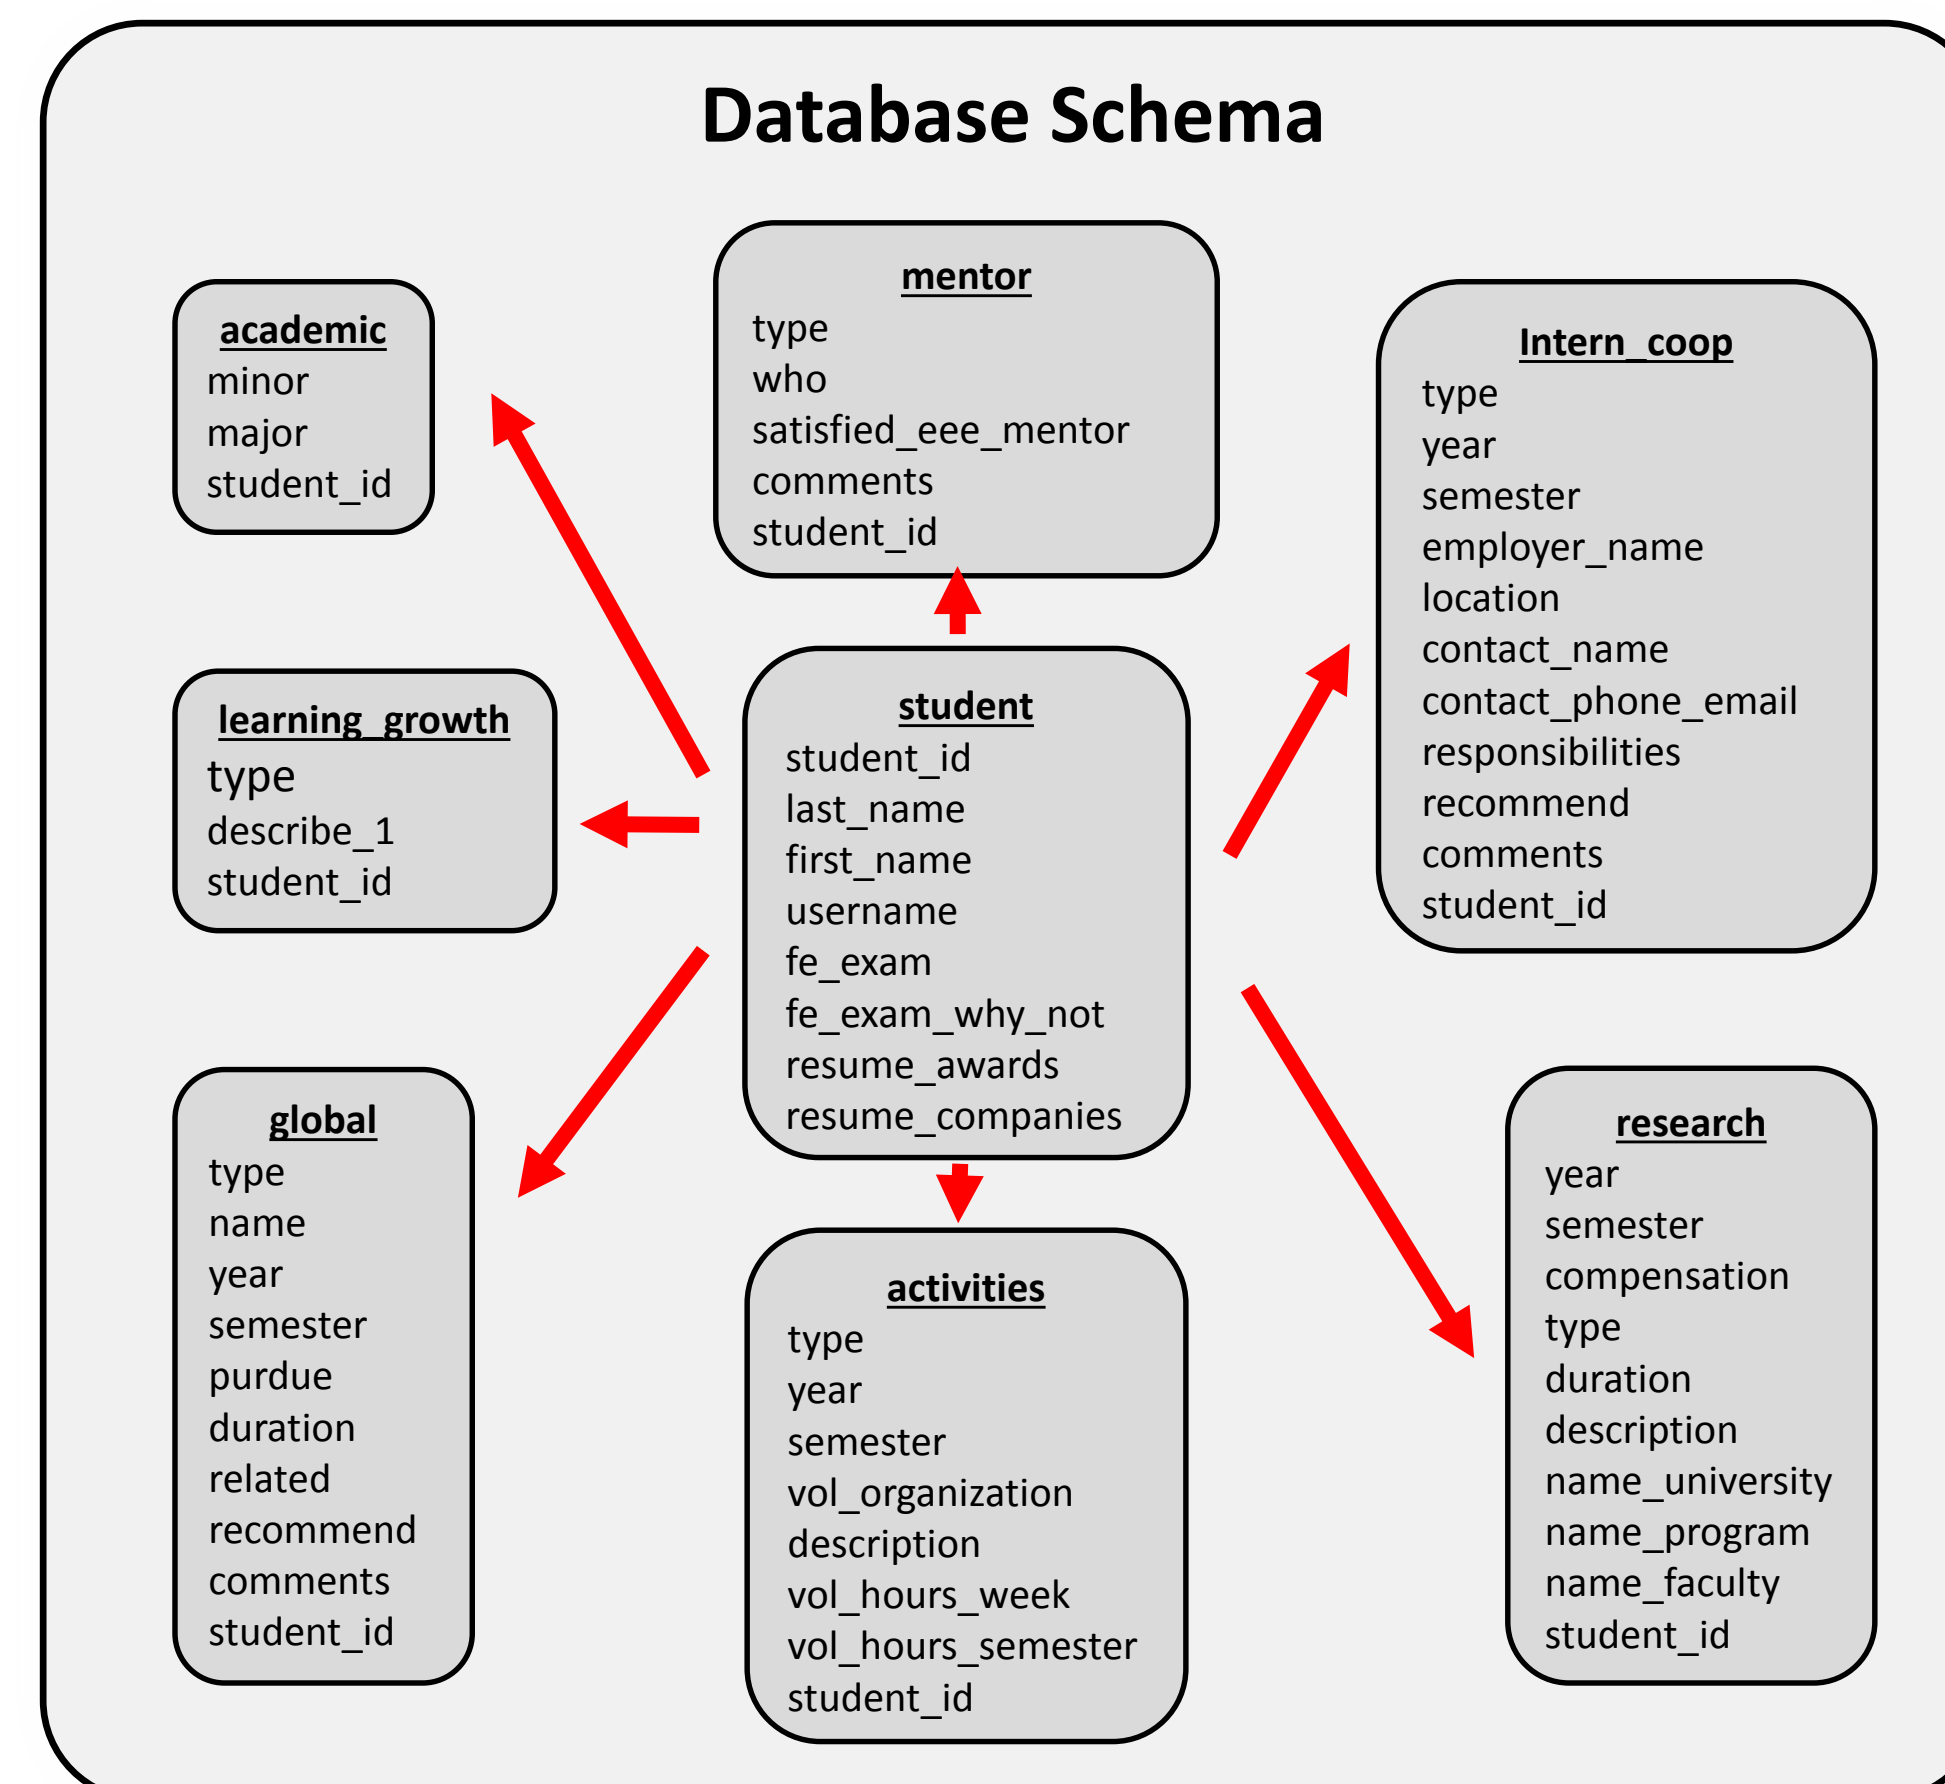 Database Schema
academic
minor
major
student_id
mentor
type
who
satisfied_eee_mentor
comments
student_id
Intern_coop
type
year
semester
employer_name
location
contact_name
contact_phone_email
responsibilities
recommend
comments
student_id
learning_growth
type
describe_1
student_id
student
student_id
last_name
first_name
username
fe_exam
fe_exam_why_not
resume_awards
resume_companies
global
type
name
year
semester
purdue
duration
related
recommend
comments
student_id
activities
type
year
semester
vol_organization
description
vol_hours_week
vol_hours_semester
student_id
research
year
semester
compensation
type
duration
description
name_university
name_program
name_faculty
student_id